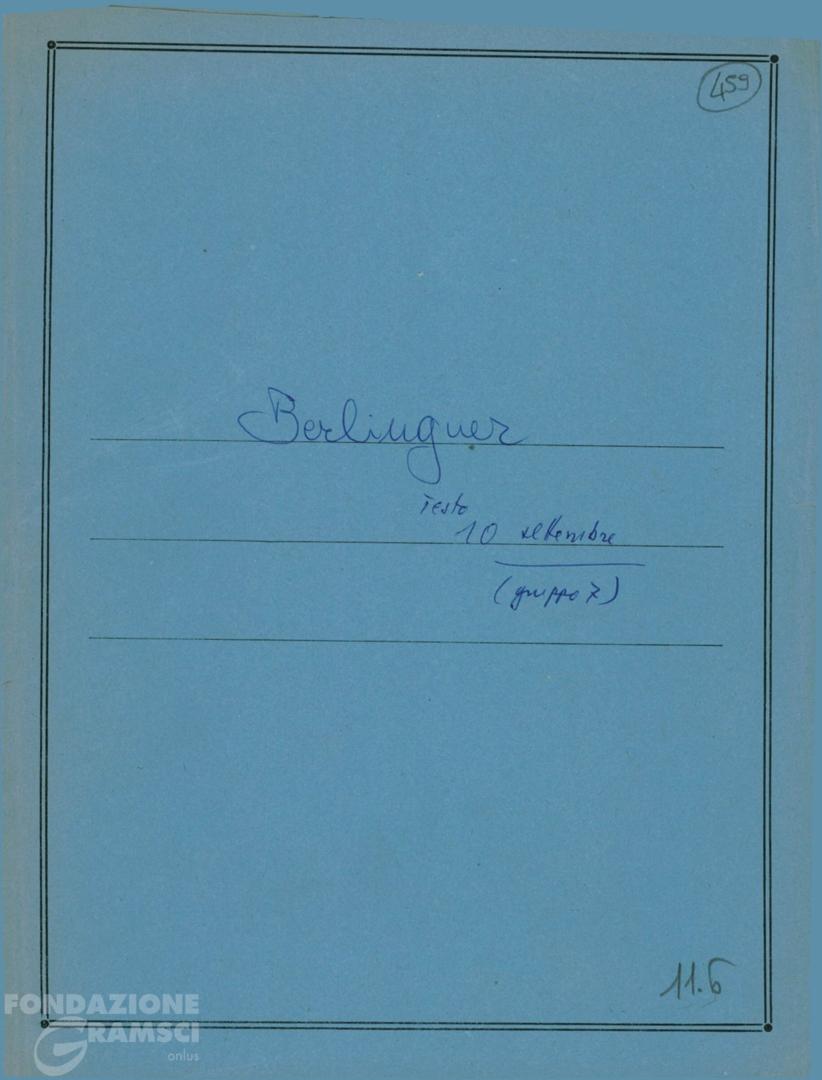 459
Berlinguer
Testo
10 settembre
(gruppo 7)
11.6
FONDAZIONE
GRAMSCI
onlus